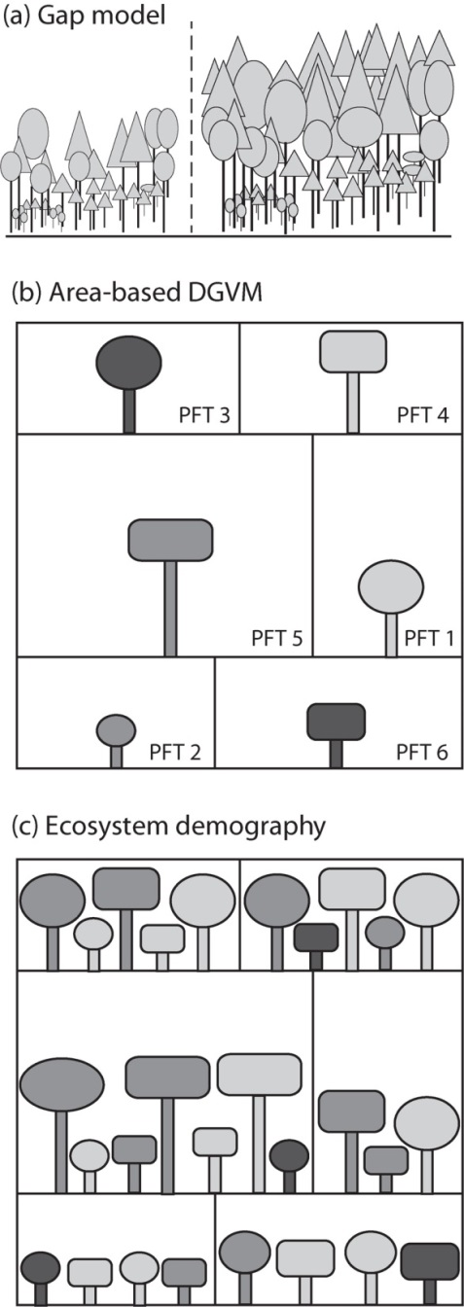 (a) Gap model
(b) Area-based DGVM
PFT 3
PFT 4
PFT 5
PFT 1
PFT 2
PFT 6
(c) Ecosystem demography